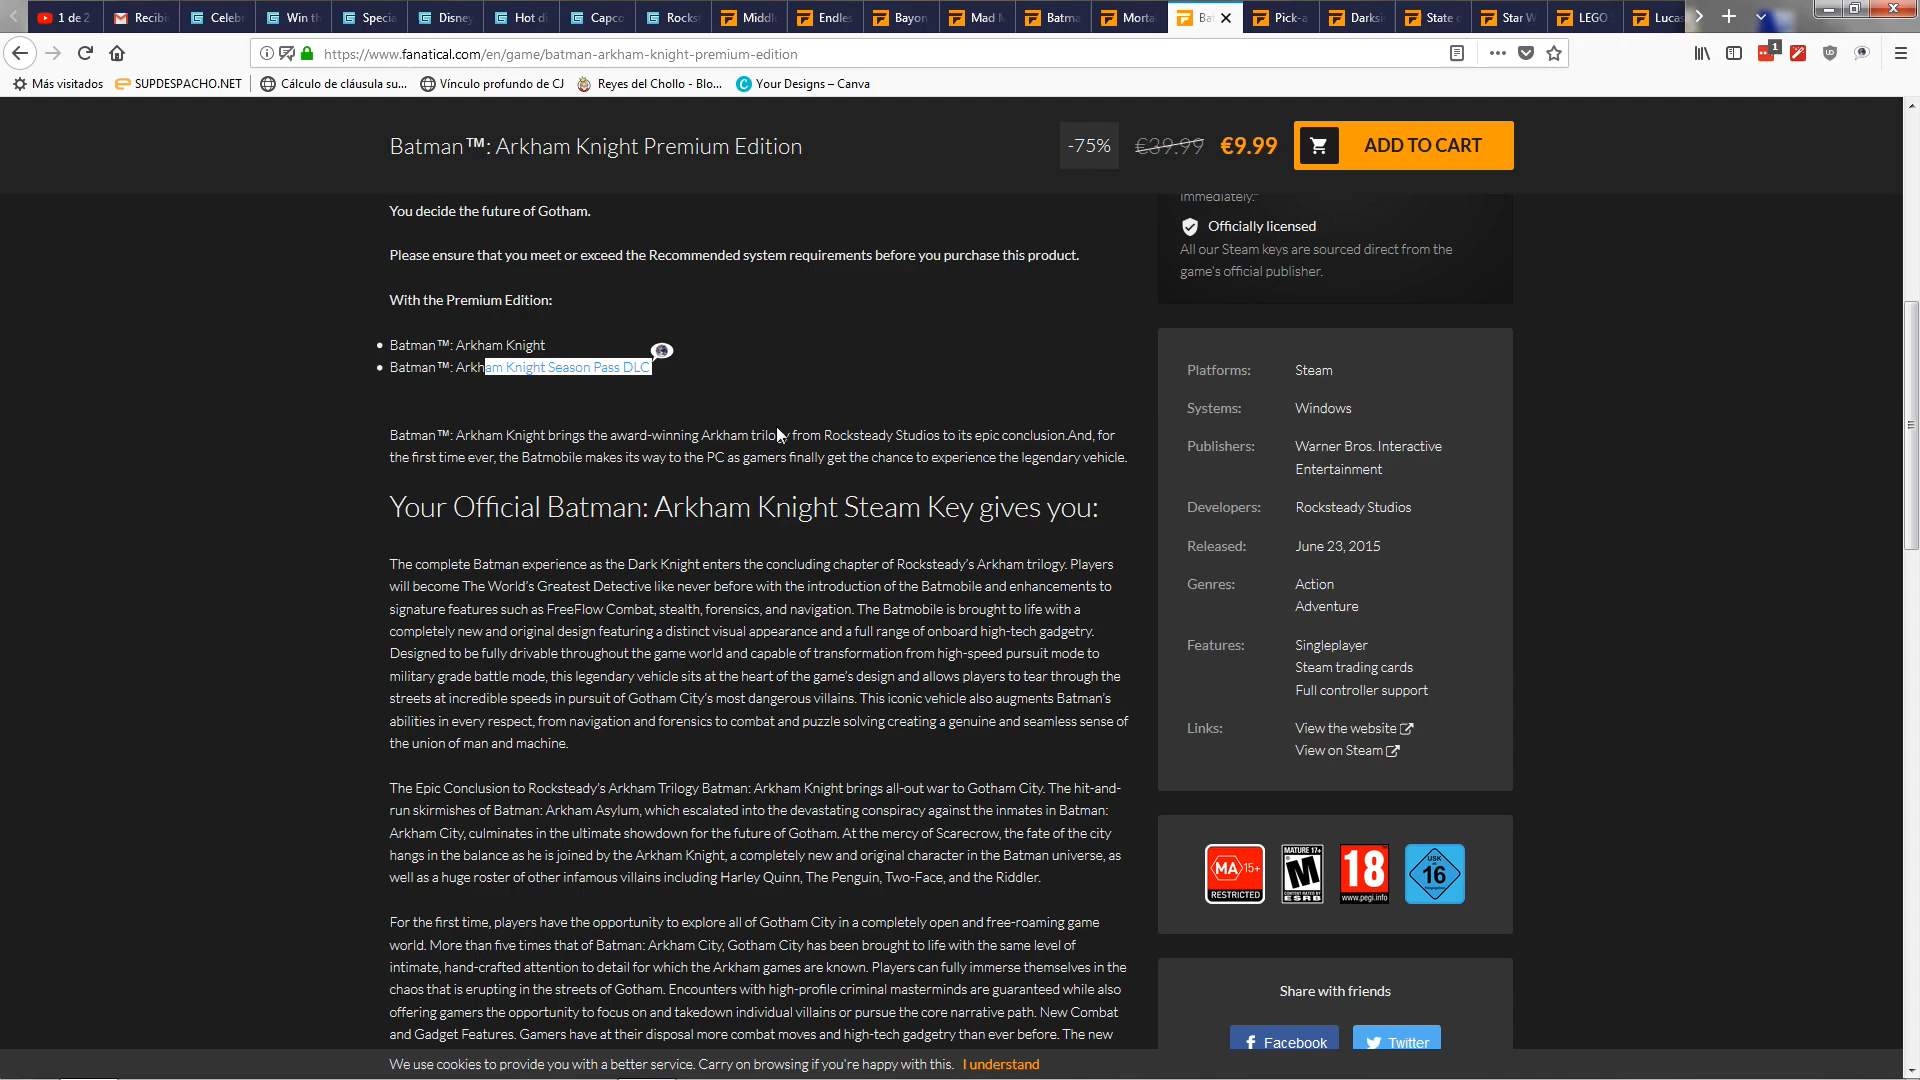 1 de 2
Recibi
Celebr
Win th
Specia
Disney
Hot di
Capco
Rocks
Middl
Endles
Bayon
Mad M
Batma
Mortal
Ba
Pick-a
Darksi
State o
Star W
LEGO
Lucas
https://www.fanatical.com/en/game/batman-arkham-knight-premium-edition
1
Más visitados
SUPDESPACHO.NET
Cálculo de cláusula su...
Vínculo profundo de CJ
Reyes del Chollo - Blo...
Your Designs – Canva
Batman™: Arkham Knight Premium Edition
-75%
€39.99
€9.99
ADD TO CART
You decide the future of Gotham.
Please ensure that you meet or exceed the Recommended system requirements before you purchase this product.
With the Premium Edition:
• Batman™: Arkham Knight
• Batman™: Arkham Knight Season Pass DLC
Batman™: Arkham Knight brings the award-winning Arkham trilogy from Rocksteady Studios to its epic conclusion.And, for
the first time ever, the Batmobile makes its way to the PC as gamers finally get the chance to experience the legendary vehicle.
Your Official Batman: Arkham Knight Steam Key gives you:
The complete Batman experience as the Dark Knight enters the concluding chapter of Rocksteady's Arkham trilogy. Players
will become The World's Greatest Detective like never before with the introduction of the Batmobile and enhancements to
signature features such as FreeFlow Combat, stealth, forensics, and navigation. The Batmobile is brought to life with a
completely new and original design featuring a distinct visual appearance and a full range of onboard high-tech gadgetry.
Designed to be fully drivable throughout the game world and capable of transformation from high-speed pursuit mode to
military grade battle mode, this legendary vehicle sits at the heart of the game's design and allows players to tear through the
streets at incredible speeds in pursuit of Gotham City's most dangerous villains. This iconic vehicle also augments Batman's
abilities in every respect, from navigation and forensics to combat and puzzle solving creating a genuine and seamless sense of
the union of man and machine.
The Epic Conclusion to Rocksteady's Arkham Trilogy Batman: Arkham Knight brings all-out war to Gotham City. The hit-and-
run skirmishes of Batman: Arkham Asylum, which escalated into the devastating conspiracy against the inmates in Batman:
Arkham City, culminates in the ultimate showdown for the future of Gotham. At the mercy of Scarecrow, the fate of the city
hangs in the balance as he is joined by the Arkham Knight, a completely new and original character in the Batman universe, as
well as a huge roster of other infamous villains including Harley Quinn, The Penguin, Two-Face, and the Riddler.
For the first time, players have the opportunity to explore all of Gotham City in a completely open and free-roaming game
world. More than five times that of Batman: Arkham City, Gotham City has been brought to life with the same level of
intimate, hand-crafted attention to detail for which the Arkham games are known. Players can fully immerse themselves in the
chaos that is erupting in the streets of Gotham. Encounters with high-profile criminal masterminds are guaranteed while also
offering gamers the opportunity to focus on and takedown individual villains or pursue the core narrative path. New Combat
and Gadget Features. Gamers have at their disposal more combat moves and high-tech gadgetry than ever before. The new
immediately.*
Officially licensed
All our Steam keys are sourced direct from the
game's official publisher.
Platforms: Steam
Systems: Windows
Publishers: Warner Bros. Interactive
Entertainment
Developers: Rocksteady Studios
Released: June 23, 2015
Genres: Action
Adventure
Features: Singleplayer
Steam trading cards
Full controller support
Links: View the website
View on Steam
MA 15+
RESTRICTED
MATURE 17+
M
ESRB
18
www.pegi.info
USK
16
Share with friends
Facebook
Twitter
We use cookies to provide you with a better service. Carry on browsing if you're happy with this. I understand